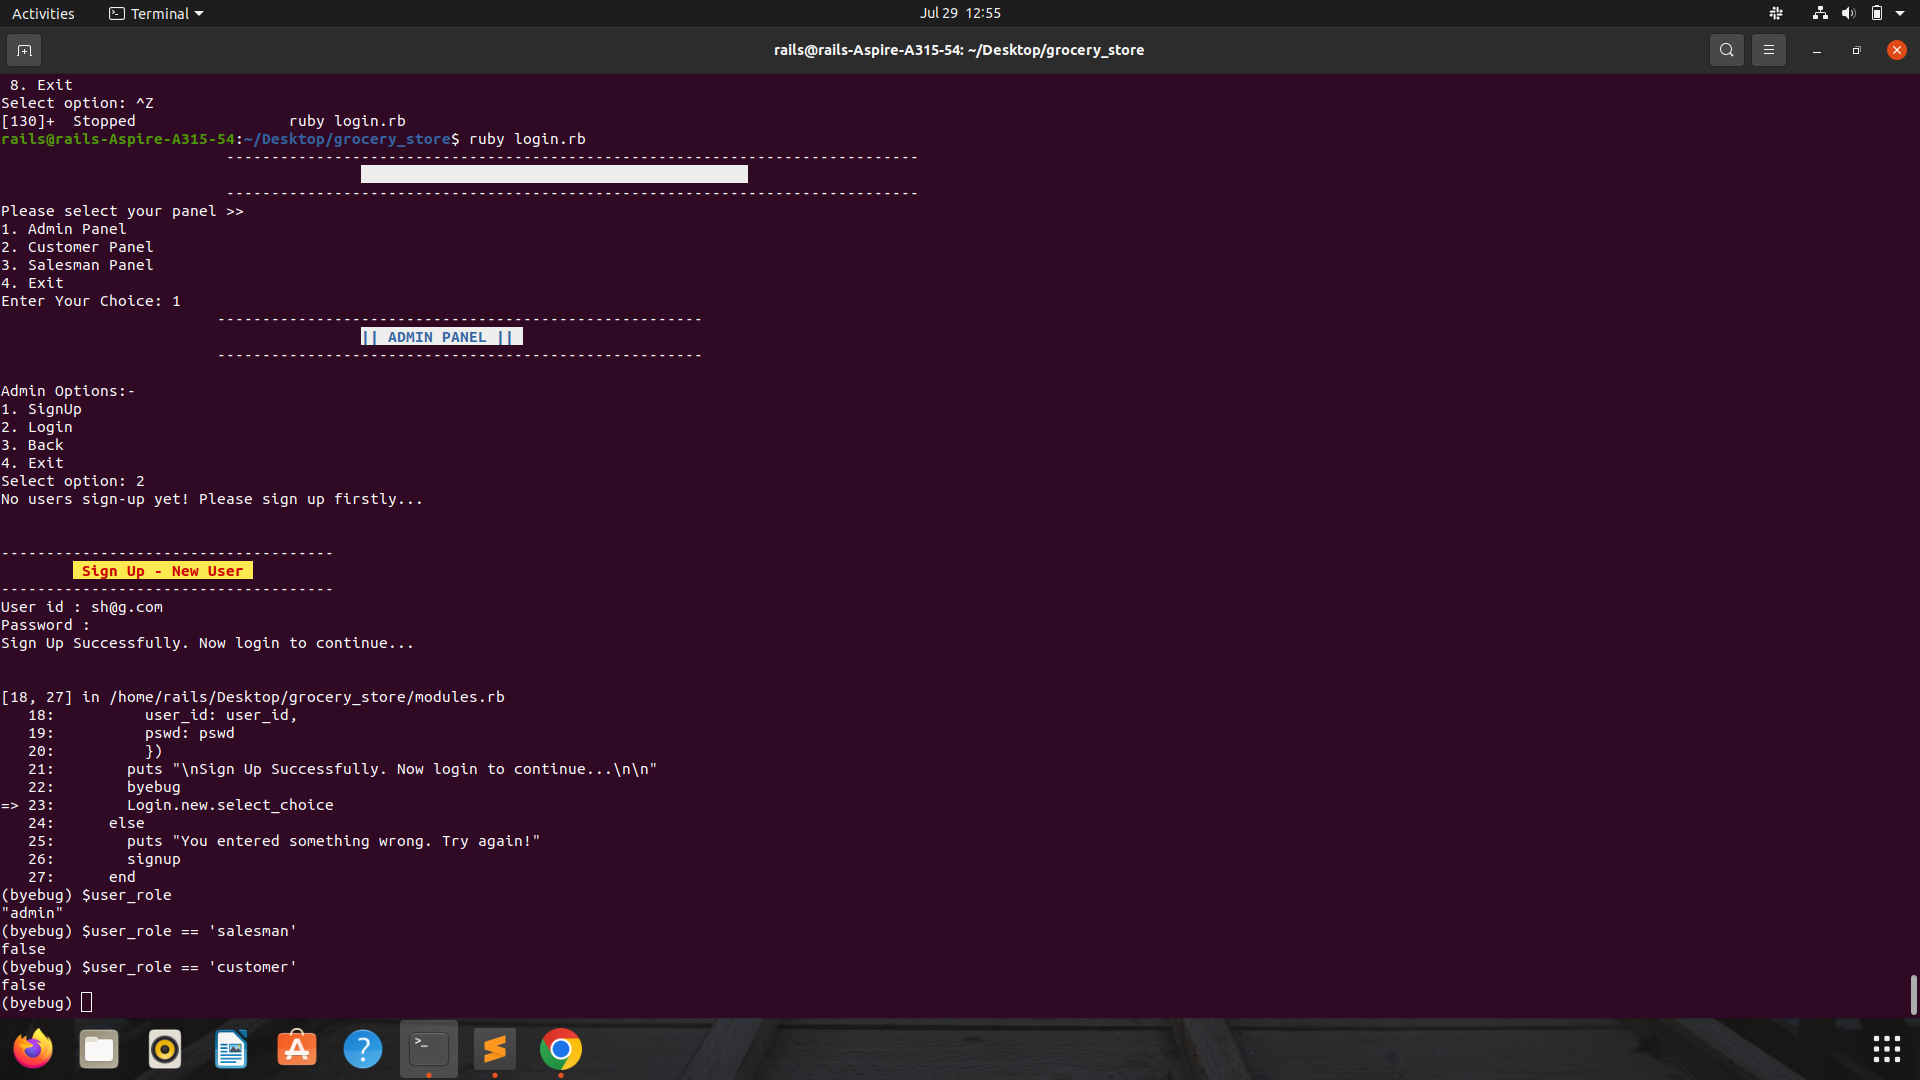 Activities Terminal Jul 29 12:55
rails@rails-Aspire-A315-54: ~/Desktop/grocery_store
8. Exit
Select option: ^Z
[130]+  Stopped                 ruby login.rb
rails@rails-Aspire-A315-54:~/Desktop/grocery_store$ ruby login.rb
-----------------------------------------------------------------------------
-----------------------------------------------------------------------------
Please select your panel >>
1. Admin Panel
2. Customer Panel
3. Salesman Panel
4. Exit
Enter Your Choice: 1
------------------------------------------------------
|| ADMIN PANEL ||
------------------------------------------------------
Admin Options:-
1. SignUp
2. Login
3. Back
4. Exit
Select option: 2
No users sign-up yet! Please sign up firstly...
-------------------------------------
Sign Up - New User
-------------------------------------
User id : sh@g.com
Password :
Sign Up Successfully. Now login to continue...
[18, 27] in /home/rails/Desktop/grocery_store/modules.rb
   18:          user_id: user_id,
   19:          pswd: pswd
   20:          })
   21:        puts "\nSign Up Successfully. Now login to continue...\n\n"
   22:        byebug
=> 23:        Login.new.select_choice
   24:      else
   25:        puts "You entered something wrong. Try again!"
   26:        signup
   27:      end
(byebug) $user_role
"admin"
(byebug) $user_role == 'salesman'
false
(byebug) $user_role == 'customer'
false
(byebug)